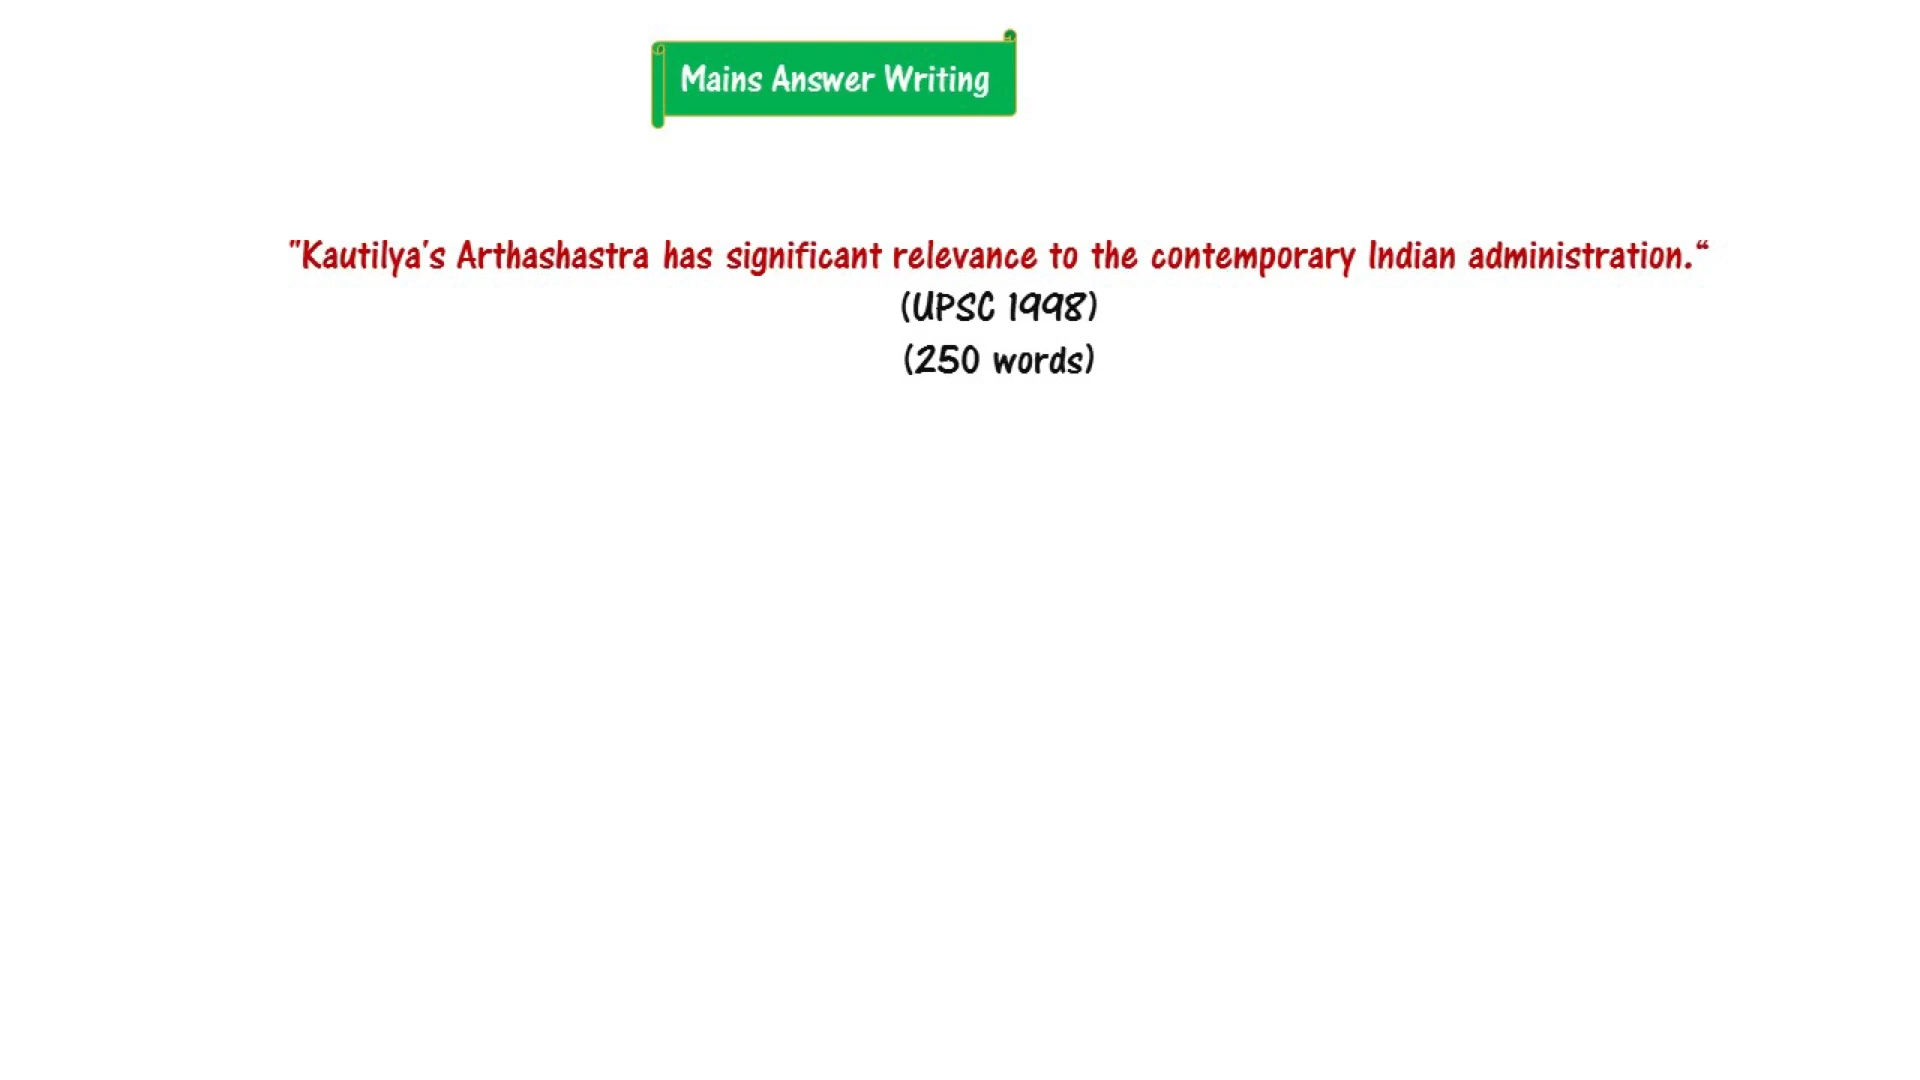 Mains Answer Writing
"Kautilya's Arthashastra has significant relevance to the contemporary Indian administration.“
(UPSC 1998)
(250 words)